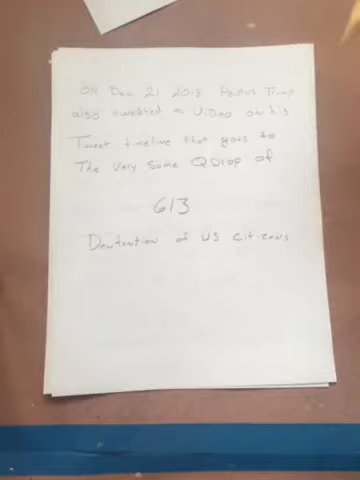 ON Dec 21 2018 POTUS Trump
also tweeted a Video on his
Tweet timeline that goes to
The Very Same QDrop of
613
Dentention of US Citizens